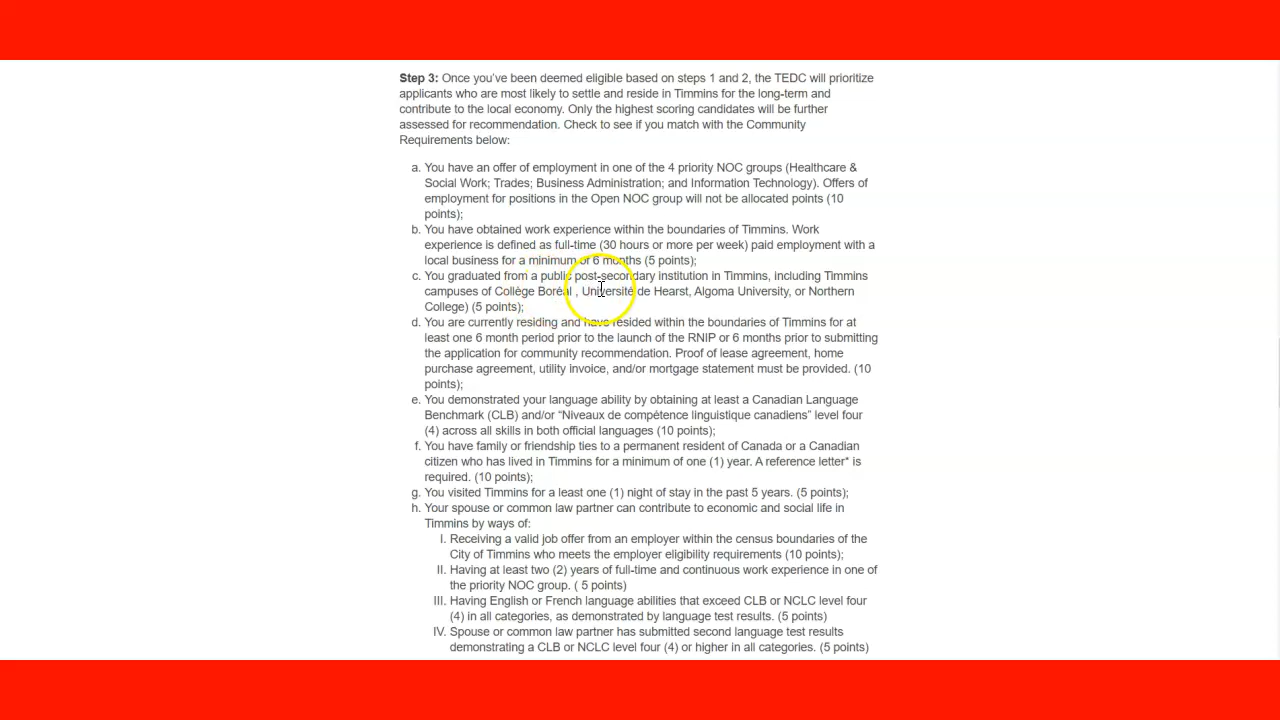 Step 3: Once you’ve been deemed eligible based on steps 1 and 2, the TEDC will prioritize
applicants who are most likely to settle and reside in Timmins for the long-term and
contribute to the local economy. Only the highest scoring candidates will be further
assessed for recommendation. Check to see if you match with the Community
Requirements below:
a. You have an offer of employment in one of the 4 priority NOC groups (Healthcare &
Social Work; Trades; Business Administration; and Information Technology). Offers of
employment for positions in the Open NOC group will not be allocated points (10
points);
b. You have obtained work experience within the boundaries of Timmins. Work
experience is defined as full-time (30 hours or more per week) paid employment with a
local business for a minimum of 6 months (5 points);
c. You graduated from a public post-secondary institution in Timmins, including Timmins
campuses of Collège Boréal , Université de Hearst, Algoma University, or Northern
College) (5 points);
d. You are currently residing and have resided within the boundaries of Timmins for at
least one 6 month period prior to the launch of the RNIP or 6 months prior to submitting
the application for community recommendation. Proof of lease agreement, home
purchase agreement, utility invoice, and/or mortgage statement must be provided. (10
points);
e. You demonstrated your language ability by obtaining at least a Canadian Language
Benchmark (CLB) and/or “Niveaux de compétence linguistique canadiens” level four
(4) across all skills in both official languages (10 points);
f. You have family or friendship ties to a permanent resident of Canada or a Canadian
citizen who has lived in Timmins for a minimum of one (1) year. A reference letter* is
required. (10 points);
g. You visited Timmins for a least one (1) night of stay in the past 5 years. (5 points);
h. Your spouse or common law partner can contribute to economic and social life in
Timmins by ways of:
I. Receiving a valid job offer from an employer within the census boundaries of the
City of Timmins who meets the employer eligibility requirements (10 points);
II. Having at least two (2) years of full-time and continuous work experience in one of
the priority NOC group. ( 5 points)
III. Having English or French language abilities that exceed CLB or NCLC level four
(4) in all categories, as demonstrated by language test results. (5 points)
IV. Spouse or common law partner has submitted second language test results
demonstrating a CLB or NCLC level four (4) or higher in all categories. (5 points)